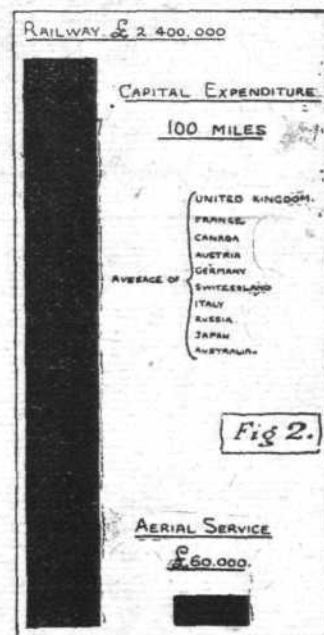 RAILWAY. £ 2 400,000
CAPITAL EXPENDITURE
100 MILES
AVERAGE OF
UNITED KINGDOM.
FRANCE.
CANADA
AUSTRIA
GERMANY
SWITZERLAND
ITALY
RUSSIA
JAPAN
AUSTRALIA.
Fig 2.
AERIAL SERVICE
£60.000.